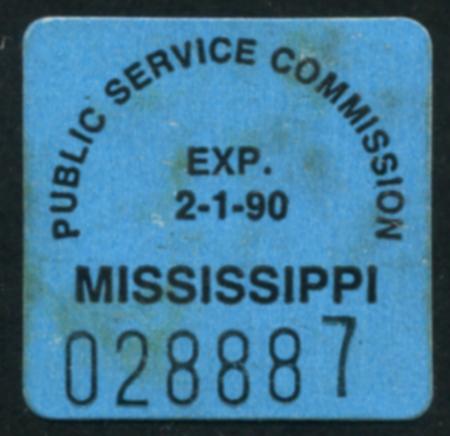 PUBLIC SERVICE COMMISSION
EXP.
2-1-90
MISSISSIPPI
028887